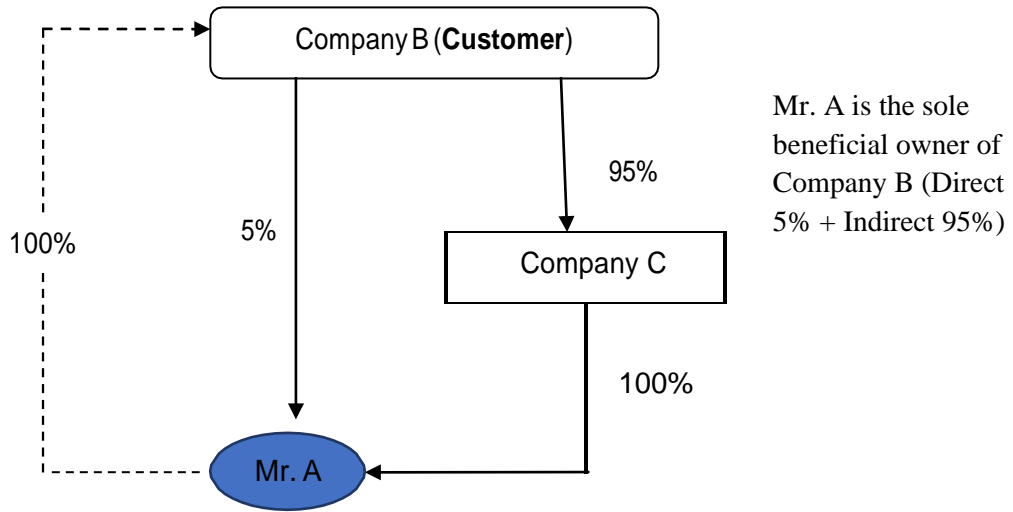 Company B (Customer)
Mr. A is the sole
beneficial owner of
Company B (Direct
5% + Indirect 95%)
95%
100%
5%
Company C
100%
Mr. A